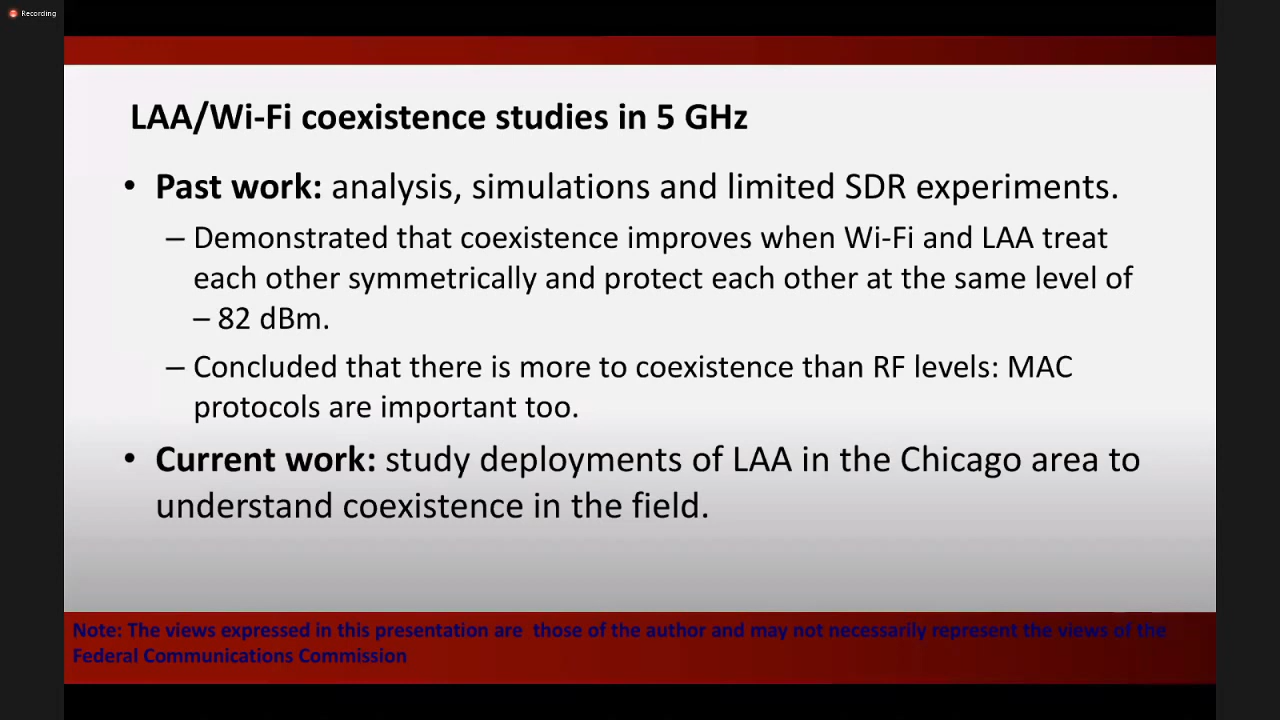 Recording
LAA/Wi-Fi coexistence studies in 5 GHz
• Past work: analysis, simulations and limited SDR experiments.
– Demonstrated that coexistence improves when Wi-Fi and LAA treat
each other symmetrically and protect each other at the same level of
– 82 dBm.
– Concluded that there is more to coexistence than RF levels: MAC
protocols are important too.
• Current work: study deployments of LAA in the Chicago area to
understand coexistence in the field.
Note: The views expressed in this presentation are those of the author and may not necessarily represent the views of the
Federal Communications Commission